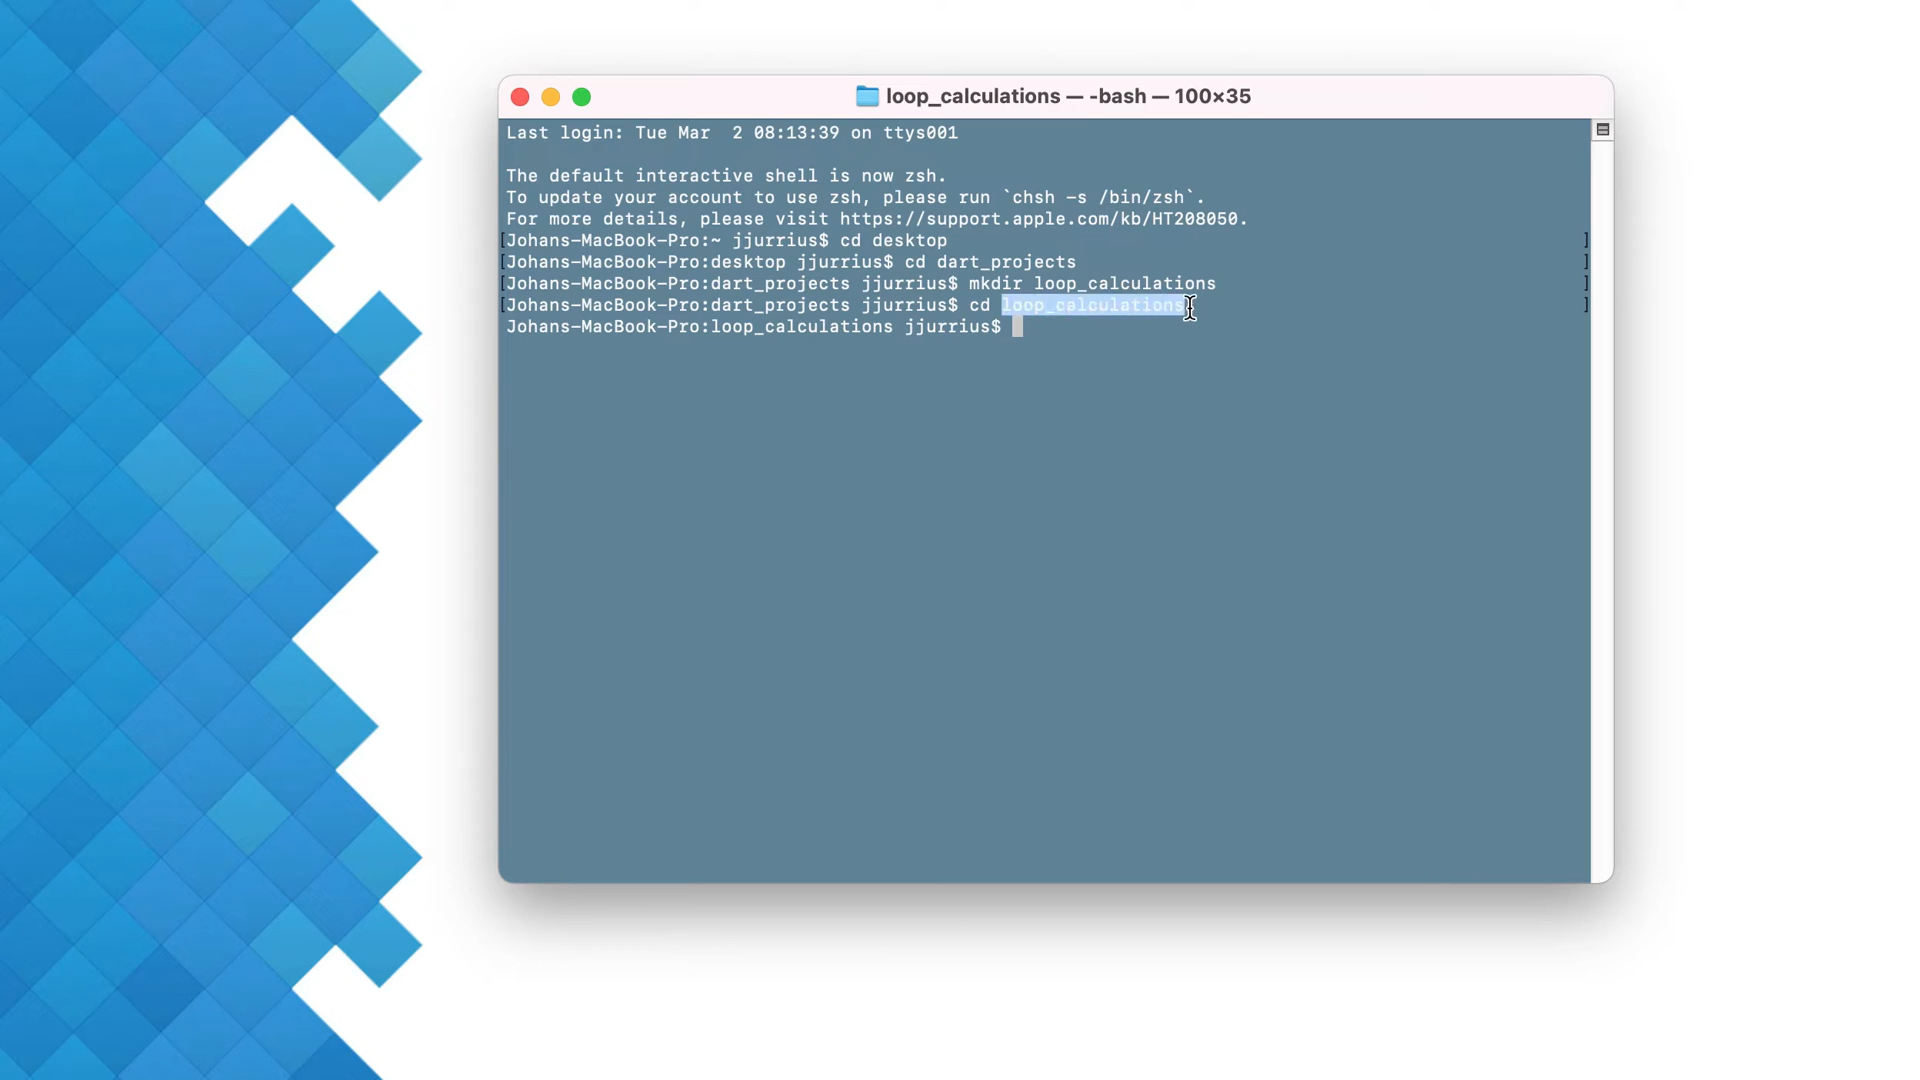 loop_calculations — -bash — 100×35
Last login: Tue Mar  2 08:13:39 on ttys001
The default interactive shell is now zsh.
To update your account to use zsh, please run `chsh -s /bin/zsh`.
For more details, please visit https://support.apple.com/kb/HT208050.
[Johans-MacBook-Pro:~ jjurrius$ cd desktop ]
[Johans-MacBook-Pro:desktop jjurrius$ cd dart_projects ]
[Johans-MacBook-Pro:dart_projects jjurrius$ mkdir loop_calculations ]
[Johans-MacBook-Pro:dart_projects jjurrius$ cd loop_calculations ]
Johans-MacBook-Pro:loop_calculations jjurrius$